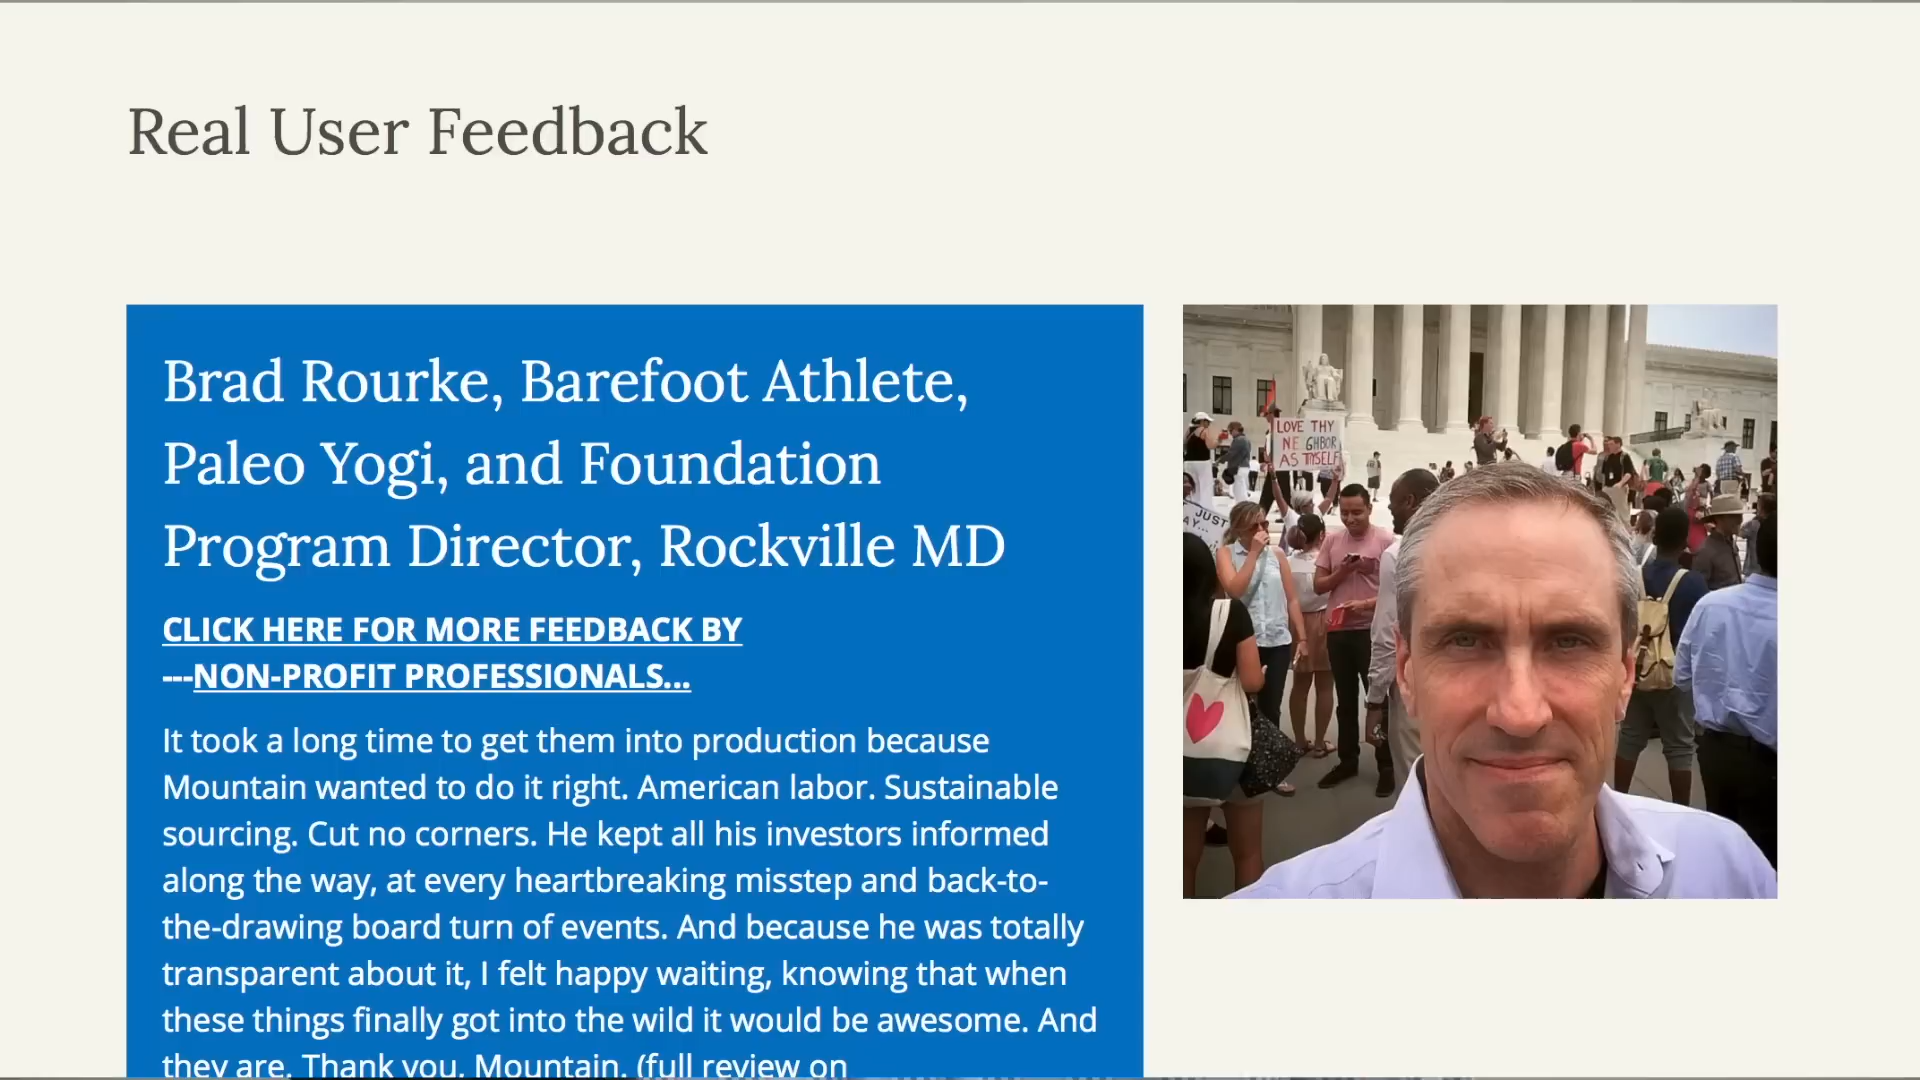 Real User Feedback
Brad Rourke, Barefoot Athlete,
Paleo Yogi, and Foundation
Program Director, Rockville MD
CLICK HERE FOR MORE FEEDBACK BY
---NON-PROFIT PROFESSIONALS...
It took a long time to get them into production because
Mountain wanted to do it right. American labor. Sustainable
sourcing. Cut no corners. He kept all his investors informed
along the way, at every heartbreaking misstep and back-to-
the-drawing board turn of events. And because he was totally
transparent about it, I felt happy waiting, knowing that when
these things finally got into the wild it would be awesome. And
they are. Thank you, Mountain. (full review on
LOVE THY
NE GHBOR
AS THYSELF
JUST